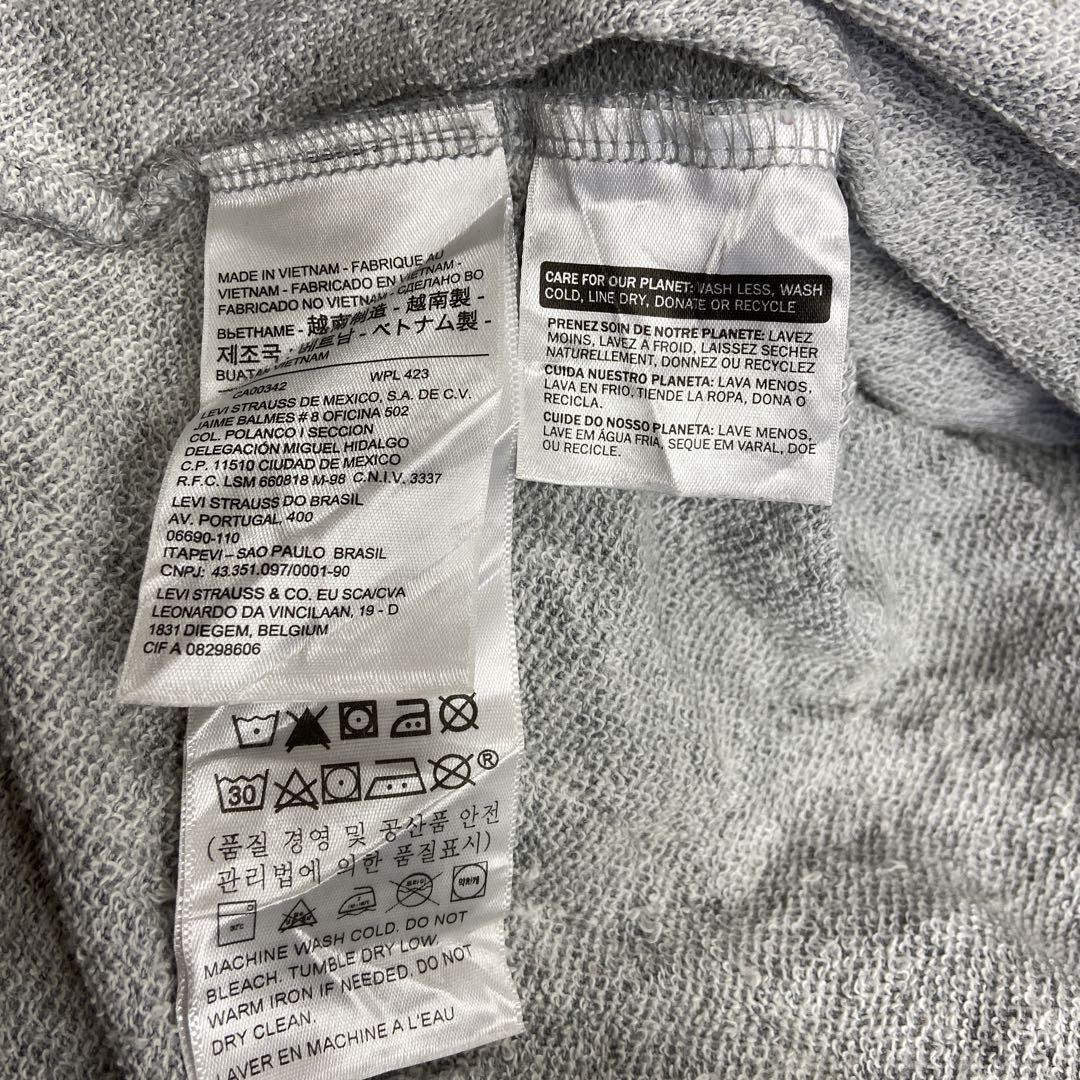 MADE IN VIETNAM - FABRIQUE AU
VIETNAM - FABRICADO EN VIETNAM -
FABRICADO NO VIETNAM - СДЕЛАНО ВО
ВЬЕТНАМЕ - 越南制造 - 越南製 -
제조국 : 베트남 - ベトナム製 -
BUATAN VIETNAM
CA00342 WPL 423
LEVI STRAUSS DE MEXICO, S.A. DE C.V.
JAIME BALMES # 8 OFICINA 502
COL. POLANCO I SECCION
DELEGACIÓN MIGUEL HIDALGO
C.P. 11510 CIUDAD DE MEXICO
R.F.C. LSM 660818 M-98 C.N.I.V. 3337
LEVI STRAUSS DO BRASIL
AV. PORTUGAL, 400
06690-110
ITAPEVI – SAO PAULO BRASIL
CNPJ: 43.351.097/0001-90
LEVI STRAUSS & CO. EU SCA/CVA
LEONARDO DA VINCILAAN, 19 - D
1831 DIEGEM, BELGIUM
CIF A 08298606
30 ®
(품질 경영 및 공산품 안전
관리법에 의한 품질표시)
MACHINE WASH COLD. DO NOT
BLEACH. TUMBLE DRY LOW.
WARM IRON IF NEEDED. DO NOT
DRY CLEAN.
LAVER EN MACHINE A L'EAU
CARE FOR OUR PLANET: WASH LESS, WASH
COLD, LINE DRY, DONATE OR RECYCLE
PRENEZ SOIN DE NOTRE PLANETE: LAVEZ
MOINS, LAVEZ À FROID, LAISSEZ SECHER
NATURELLEMENT, DONNEZ OU RECYCLEZ
CUIDA NUESTRO PLANETA: LAVA MENOS,
LAVA EN FRIO, TIENDE LA ROPA, DONA O
RECICLA.
CUIDE DO NOSSO PLANETA: LAVE MENOS,
LAVE EM ÁGUA FRIA, SEQUE EM VARAL, DOE
OU RECICLE.